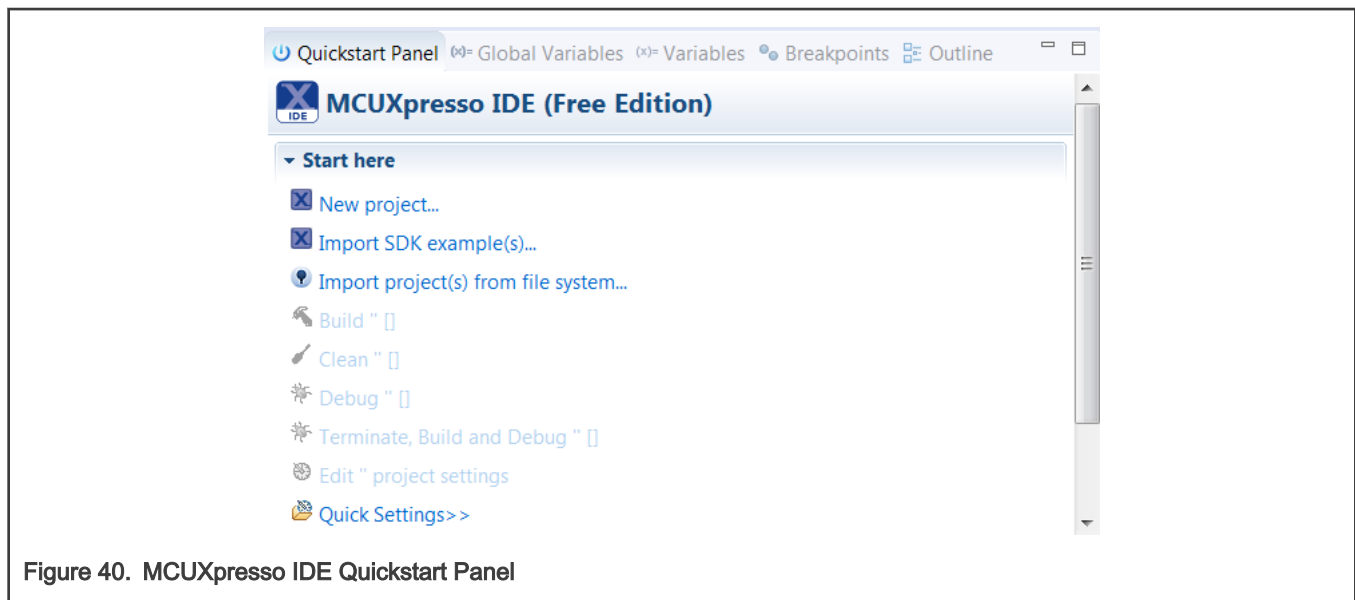 Quickstart Panel (x)= Global Variables (x)= Variables Breakpoints Outline
IDE MCUXpresso IDE (Free Edition)
Start here
New project...
Import SDK example(s)...
Import project(s) from file system...
Build '' []
Clean '' []
Debug '' []
Terminate, Build and Debug '' []
Edit '' project settings
Quick Settings>>
Figure 40. MCUXpresso IDE Quickstart Panel